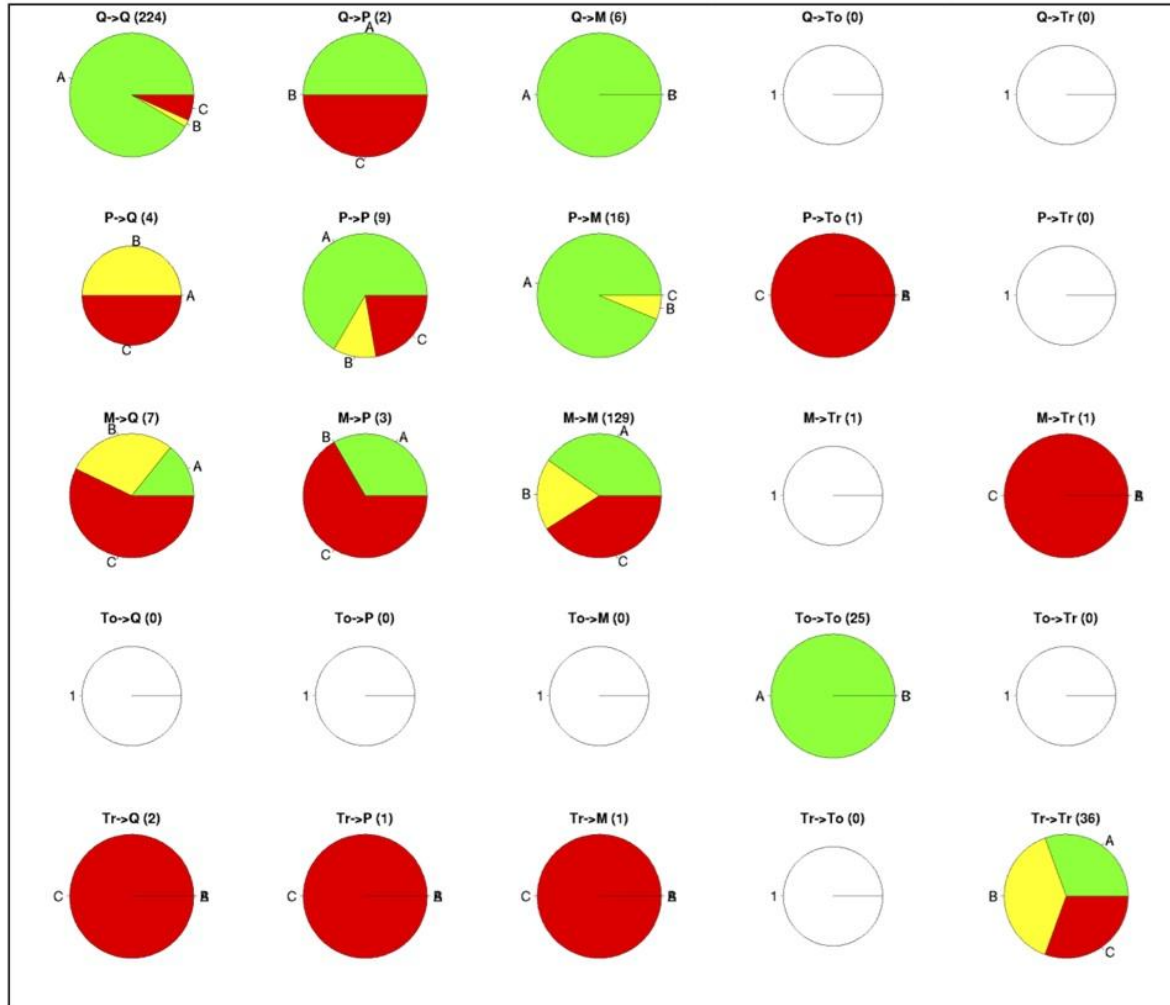 Q->Q (224)
A
C
B
Q->P (2)
A
B
C
Q->M (6)
A
B
Q->To (0)
1
Q->Tr (0)
1
P->Q (4)
B
A
C
P->P (9)
A
C
B
P->M (16)
A
C
B
P->To (1)
C
P->Tr (0)
1
M->Q (7)
B
A
C
M->P (3)
B
A
C
M->M (129)
A
B
C
M->Tr (1)
1
M->Tr (1)
C
To->Q (0)
1
To->P (0)
1
To->M (0)
1
To->To (25)
A
B
To->Tr (0)
1
Tr->Q (2)
C
Tr->P (1)
C
Tr->M (1)
C
Tr->To (0)
1
Tr->Tr (36)
A
B
C